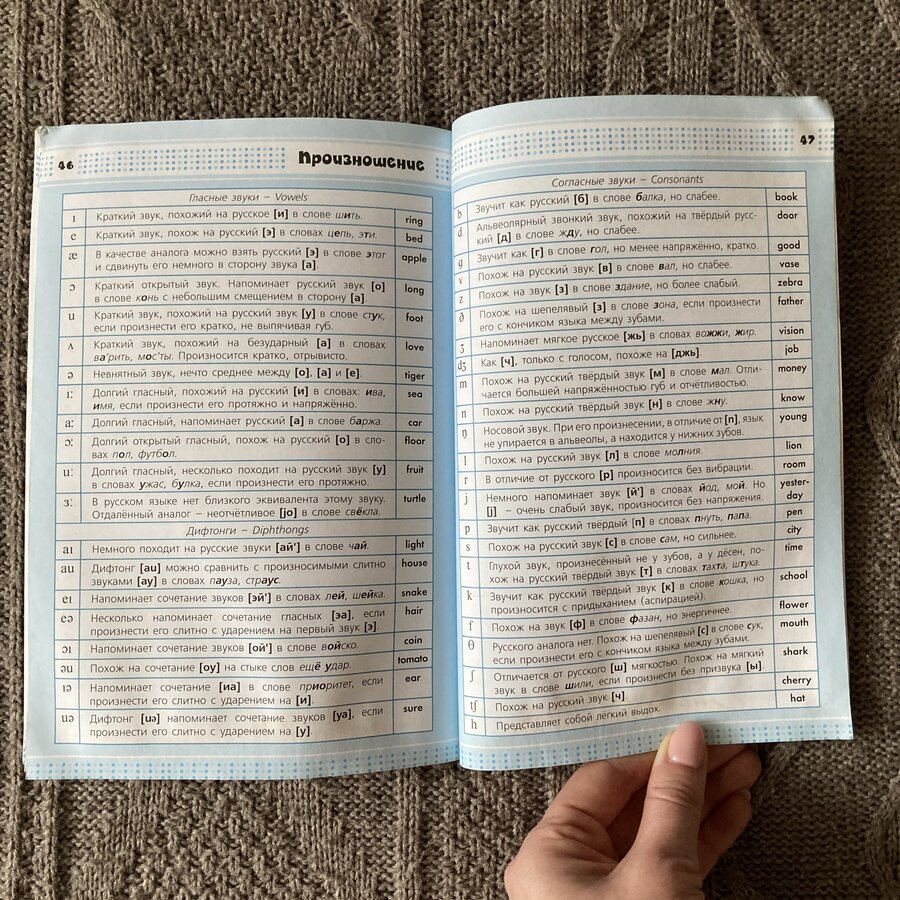 46
Произношение
Гласные звуки – Vowels
ɪ Краткий звук, похожий на русское [и] в слове шить. ring
e Краткий звук, похож на русский [э] в словах цепь, эти. bed
æ В качестве аналога можно взять русский [э] в слове этот apple
и сдвинуть его немного в сторону звука [а].
ɔ Краткий открытый звук. Напоминает русский звук [о] long
в слове конь с небольшим смещением в сторону [а].
u Краткий звук, похожий на русский звук [у] в слове стук, foot
если произнести его кратко, не выпячивая губ.
ʌ Краткий звук, похожий на безударный [а] в словах love
ва'рить, мос'ты. Произносится кратко, отрывисто.
ə Невнятный звук, нечто среднее между [о], [а] и [е]. tiger
ɪ: Долгий гласный, похожий на русский [и] в словах: ива, sea
имя, если произнести его протяжно и напряжённо.
a: Долгий гласный, напоминает русский [а] в слове баржа. car
ɔ: Долгий открытый гласный, похож на русский [о] в сло- floor
вах пол, футбол.
u: Долгий гласный, несколько походит на русский звук [у] fruit
в словах ужас, булка, если произнести его протяжно.
ɜ: В русском языке нет близкого эквивалента этому звуку. turtle
Отдалённый аналог – неотчётливое [jo] в слове свёкла.
Дифтонги – Diphthongs
aɪ Немного походит на русские звуки [ай'] в слове чай. light
au Дифтонг [au] можно сравнить с произносимыми слитно house
звуками [ау] в словах пауза, страус.
eɪ Напоминает сочетание звуков [эй'] в словах лей, шейка. snake
eə Несколько напоминает сочетание гласных [эа], если hair
произнести его слитно с ударением на первый звук [э].
ɔɪ Напоминает сочетание звуков [ой'] в слове войско. coin
əu Похож на сочетание [оу] на стыке слов ещё удар. tomato
ɪə Напоминает сочетание [иа] в слове приоритет, если ear
произнести его слитно с ударением на [и].
uə Дифтонг [uə] напоминает сочетание звуков [уа], если sure
произнести его слитно с ударением на [у].
47
Согласные звуки – Consonants
b Звучит как русский [б] в слове балка, но слабее. book
d Альвеолярный звонкий звук, похожий на твёрдый рус- door
ский [д] в слове жду, но слабее.
g Звучит как [г] в слове гол, но менее напряжённо, кратко. good
v Похож на русский звук [в] в слове вал, но слабее. vase
z Похож на звук [з] в слове здание, но более слабый. zebra
ð Похож на шепелявый [з] в слове зона, если произнести father
его с кончиком языка между зубами.
ʒ Напоминает мягкое русское [жь] в словах вожжи, жир. vision
dʒ Как [ч], только с голосом, похоже на [джь]. job
m Похож на русский твёрдый звук [м] в слове мал. Отли- money
чается большей напряжённостью губ и отчётливостью.
n Похож на русский твёрдый звук [н] в слове жну. know
ŋ Носовой звук. При его произнесении, в отличие от [n], язык young
не упирается в альвеолы, а находится у нижних зубов.
l Похож на русский звук [л] в слове молния. lion
r В отличие от русского [р] произносится без вибрации. room
j Немного напоминает звук [й'] в словах йод, мой. Но yester-
[j] – очень слабый звук, произносится без напряжения. day
p Звучит как русский твёрдый [п] в словах пнуть, папа. pen
s Похож на русский звук [с] в слове сам, но сильнее. city
t Глухой звук, произнесённый не у зубов, а у дёсен, по- time
хож на русский твёрдый звук [т] в словах тахта, штука.
k Звучит как русский твёрдый звук [к] в слове кошка, но school
произносится с придыханием (аспирацией).
f Похож на звук [ф] в слове фазан, но энергичнее. flower
θ Русского аналога нет. Похож на шепелявый [с] в слове сук, mouth
если произнести его с кончиком языка между зубами.
ʃ Отличается от русского [ш] мягкостью. Похож на мягкий shark
звук в слове шили, если произнести без призвука [ы].
tʃ Похож на русский звук [ч]. cherry
h Представляет собой лёгкий выдох. hat